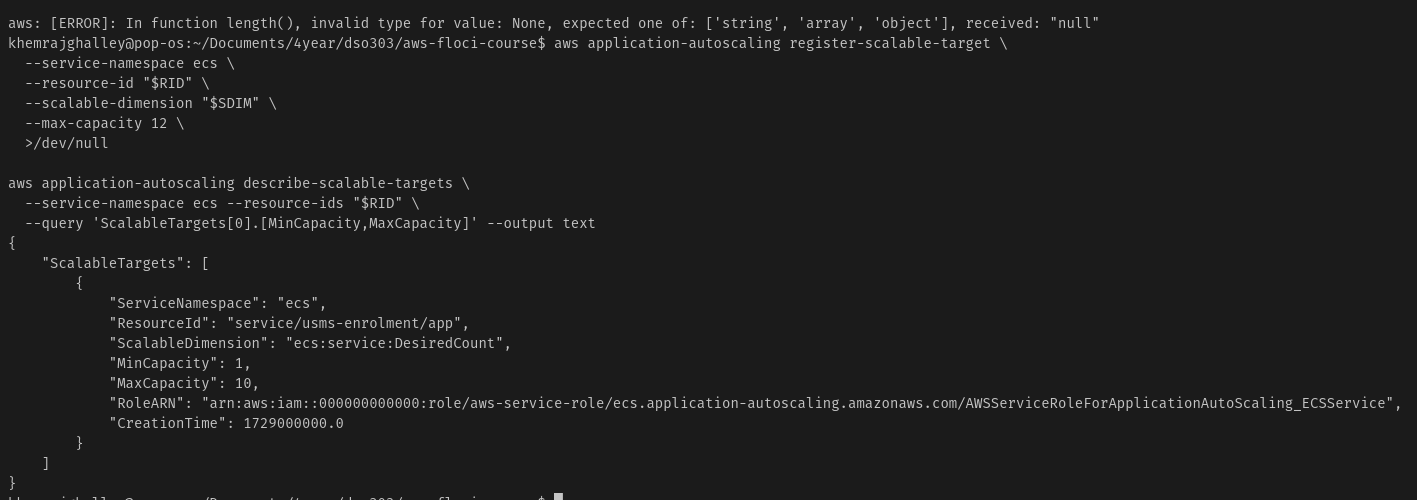 aws: [ERROR]: In function length(), invalid type for value: None, expected one of: ['string', 'array', 'object'], received: "null"
khemrajghalley@pop-os:~/Documents/4year/dso303/aws-floci-course$ aws application-autoscaling register-scalable-target \
  --service-namespace ecs \
  --resource-id "$RID" \
  --scalable-dimension "$SDIM" \
  --max-capacity 12 \
  >/dev/null

aws application-autoscaling describe-scalable-targets \
  --service-namespace ecs --resource-ids "$RID" \
  --query 'ScalableTargets[0].[MinCapacity,MaxCapacity]' --output text
{
    "ScalableTargets": [
        {
            "ServiceNamespace": "ecs",
            "ResourceId": "service/usms-enrolment/app",
            "ScalableDimension": "ecs:service:DesiredCount",
            "MinCapacity": 1,
            "MaxCapacity": 10,
            "RoleARN": "arn:aws:iam::000000000000:role/aws-service-role/ecs.application-autoscaling.amazonaws.com/AWSServiceRoleForApplicationAutoScaling_ECSService",
            "CreationTime": 1729000000.0
        }
    ]
}